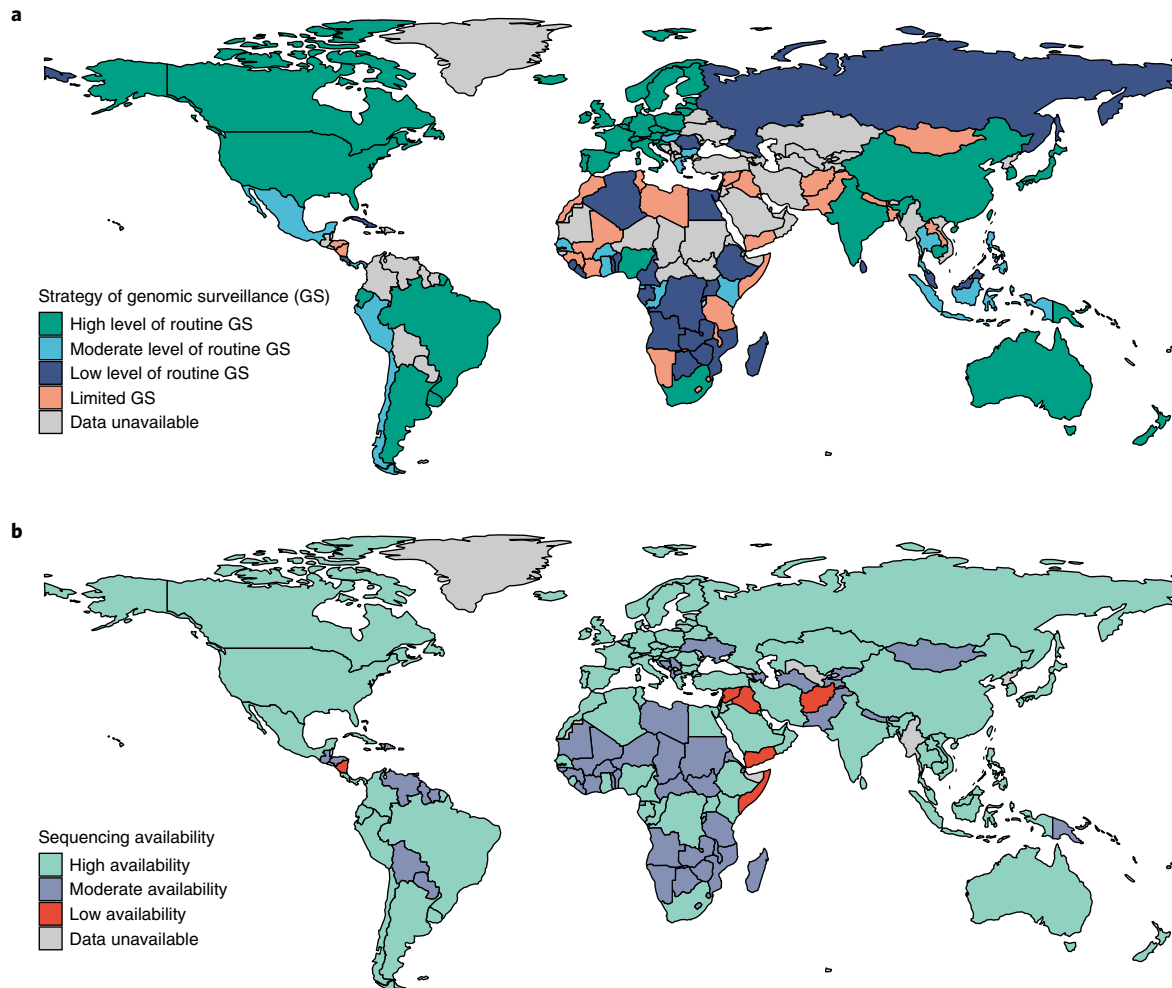 a
Strategy of genomic surveillance (GS)
High level of routine GS
Moderate level of routine GS
Low level of routine GS
Limited GS
Data unavailable
b
Sequencing availability
High availability
Moderate availability
Low availability
Data unavailable